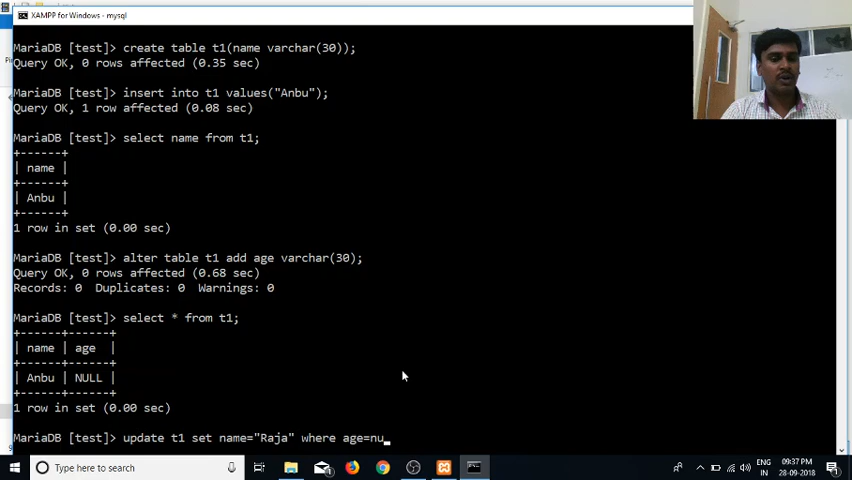 XAMPP for Windows - mysql
MariaDB [test]> create table t1(name varchar(30));
Query OK, 0 rows affected (0.35 sec)
MariaDB [test]> insert into t1 values("Anbu");
Query OK, 1 row affected (0.08 sec)
MariaDB [test]> select name from t1;
+------+
| name |
+------+
| Anbu |
+------+
1 row in set (0.00 sec)
MariaDB [test]> alter table t1 add age varchar(30);
Query OK, 0 rows affected (0.68 sec)
Records: 0  Duplicates: 0  Warnings: 0
MariaDB [test]> select * from t1;
+------+------+
| name | age  |
+------+------+
| Anbu | NULL |
+------+------+
1 row in set (0.00 sec)
MariaDB [test]> update t1 set name="Raja" where age=nu_
Type here to search
ENG
IN
09:37 PM
28-09-2018